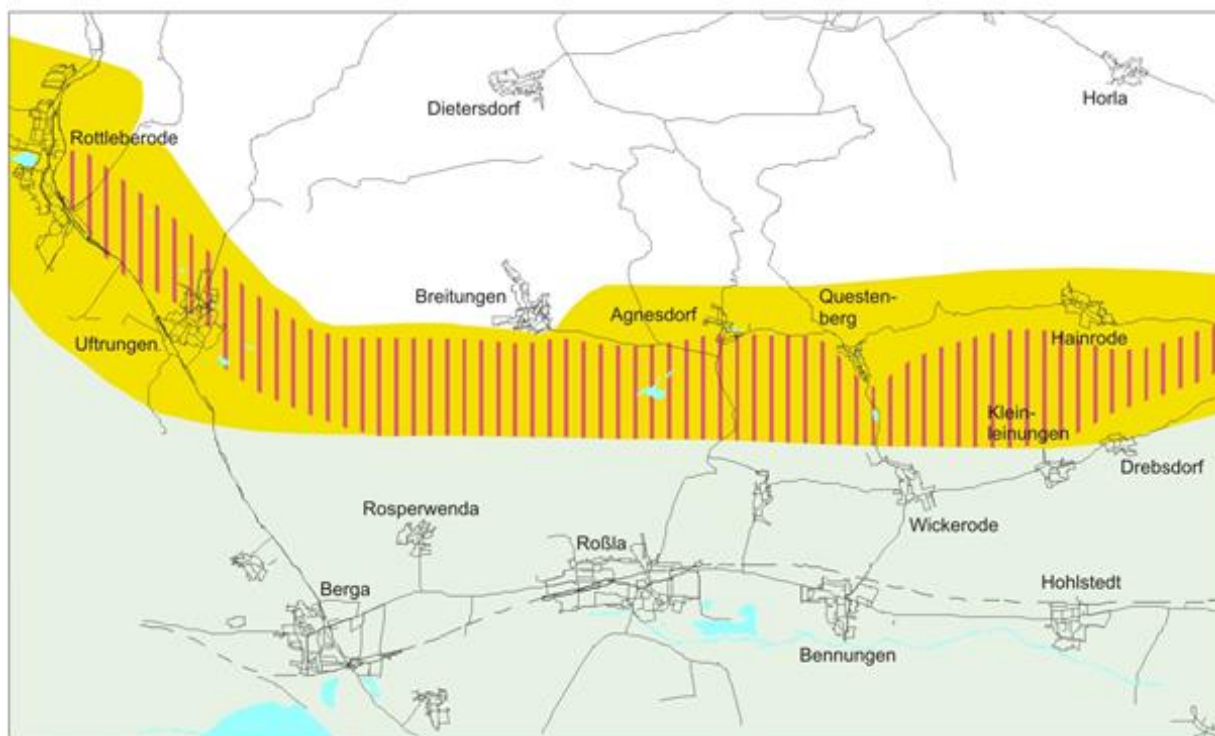 Dietersdorf
Horla
Rottleberode
Breitungen
Agnesdorf
Questen-
berg
Uftrungen
Hainrode
Klein-
leinungen
Drebsdorf
Rosperwenda
Wickerode
Roßla
Berga
Hohlstedt
Bennungen